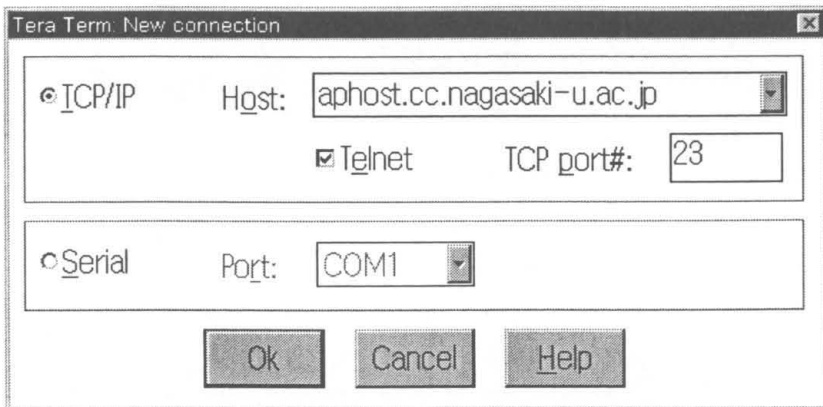 Tera Term: New connection
TCP/IP Host: aphost.cc.nagasaki-u.ac.jp
Telnet TCP port#: 23
Serial Port: COM1
Ok Cancel Help